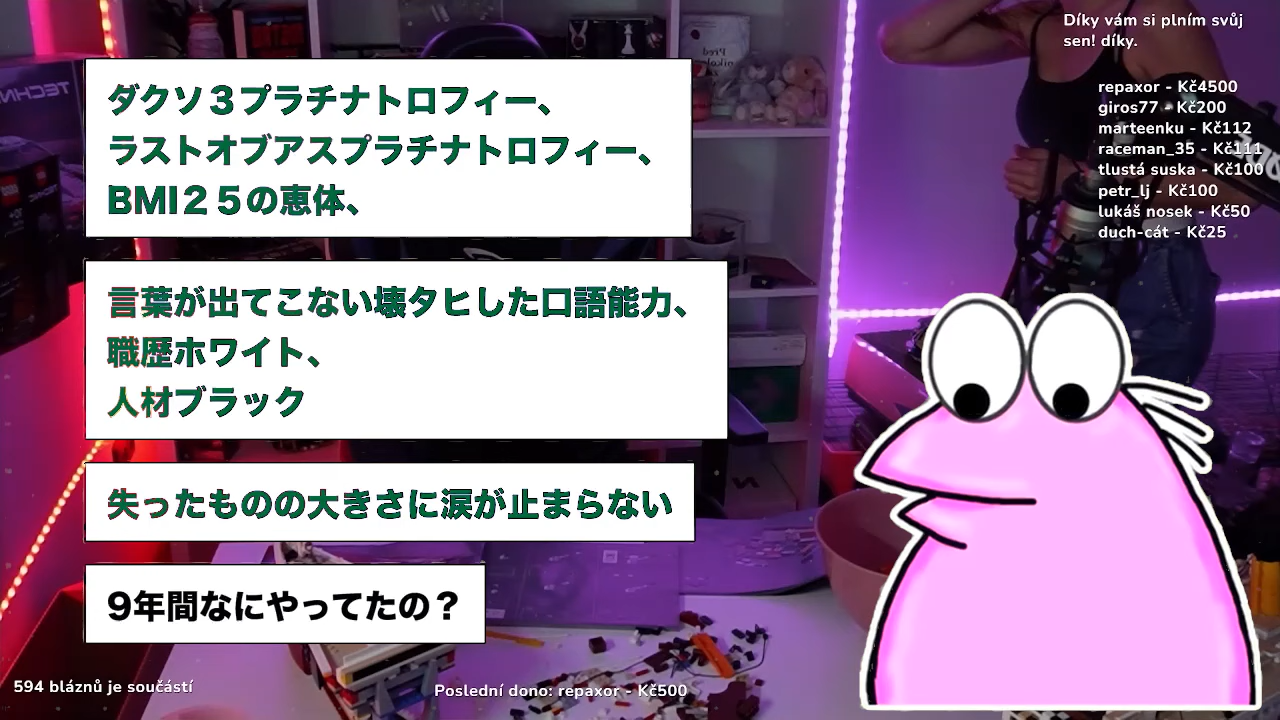 Díky vám si plním svůj
sen! díky.
repaxor - Kč4500
giros77 - Kč200
marteenku - Kč112
raceman_35 - Kč111
tlustá suska - Kč100
petr_lj - Kč100
lukáš nosek - Kč50
duch-cát - Kč25
ダクソ3プラチナトロフィー、
ラストオブアスプラチナトロフィー、
BMI25の恵体、
言葉が出てこない壊タヒした口語能力、
職歴ホワイト、
人材ブラック
失ったものの大きさに涙が止まらない
9年間なにやってたの？
594 bláznů je součástí
Poslední dono: repaxor - Kč500